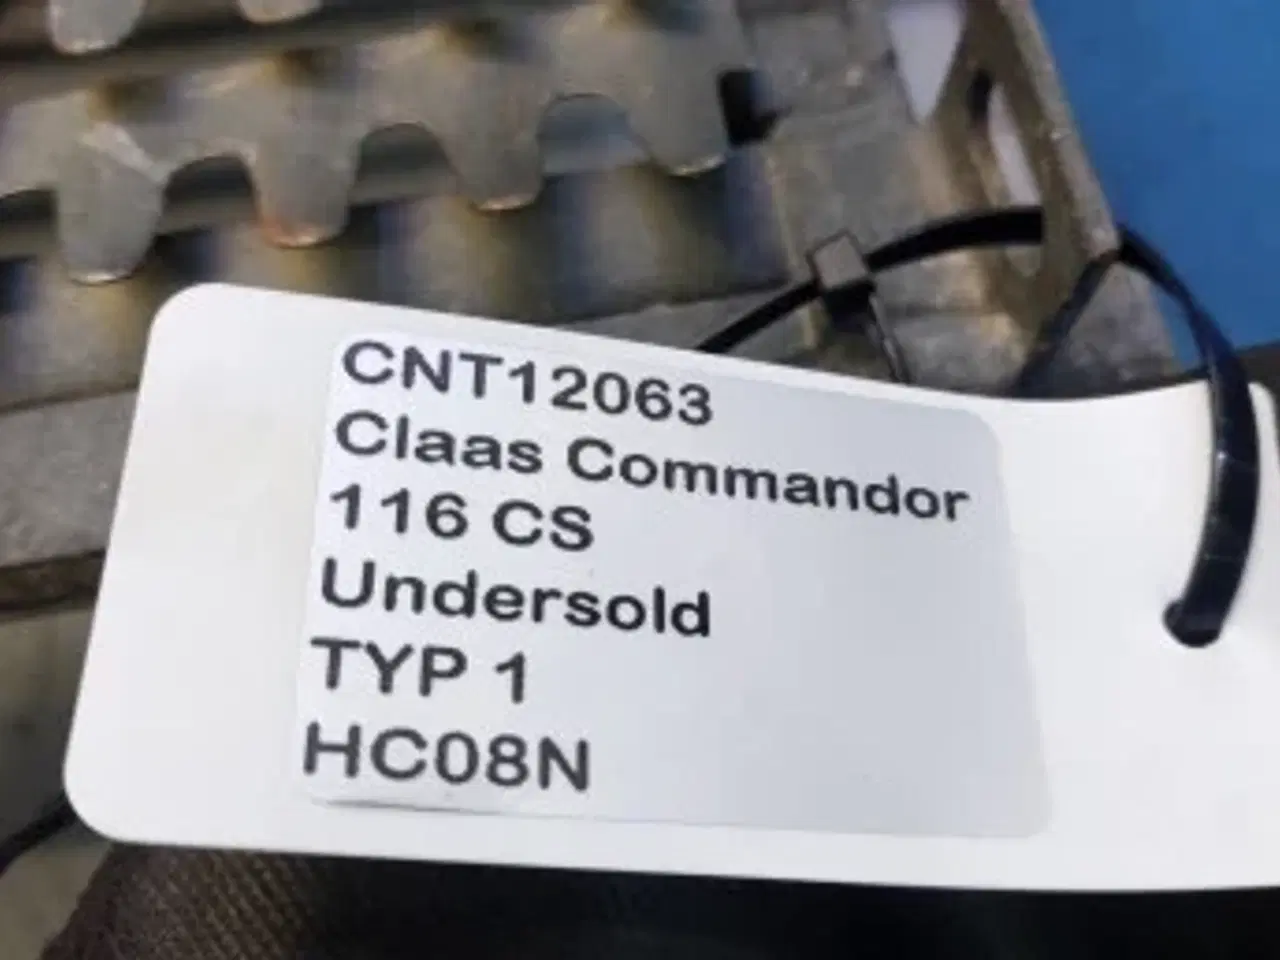 CNT12063
Claas Commandor
116 CS
Undersold
TYP 1
HC08N